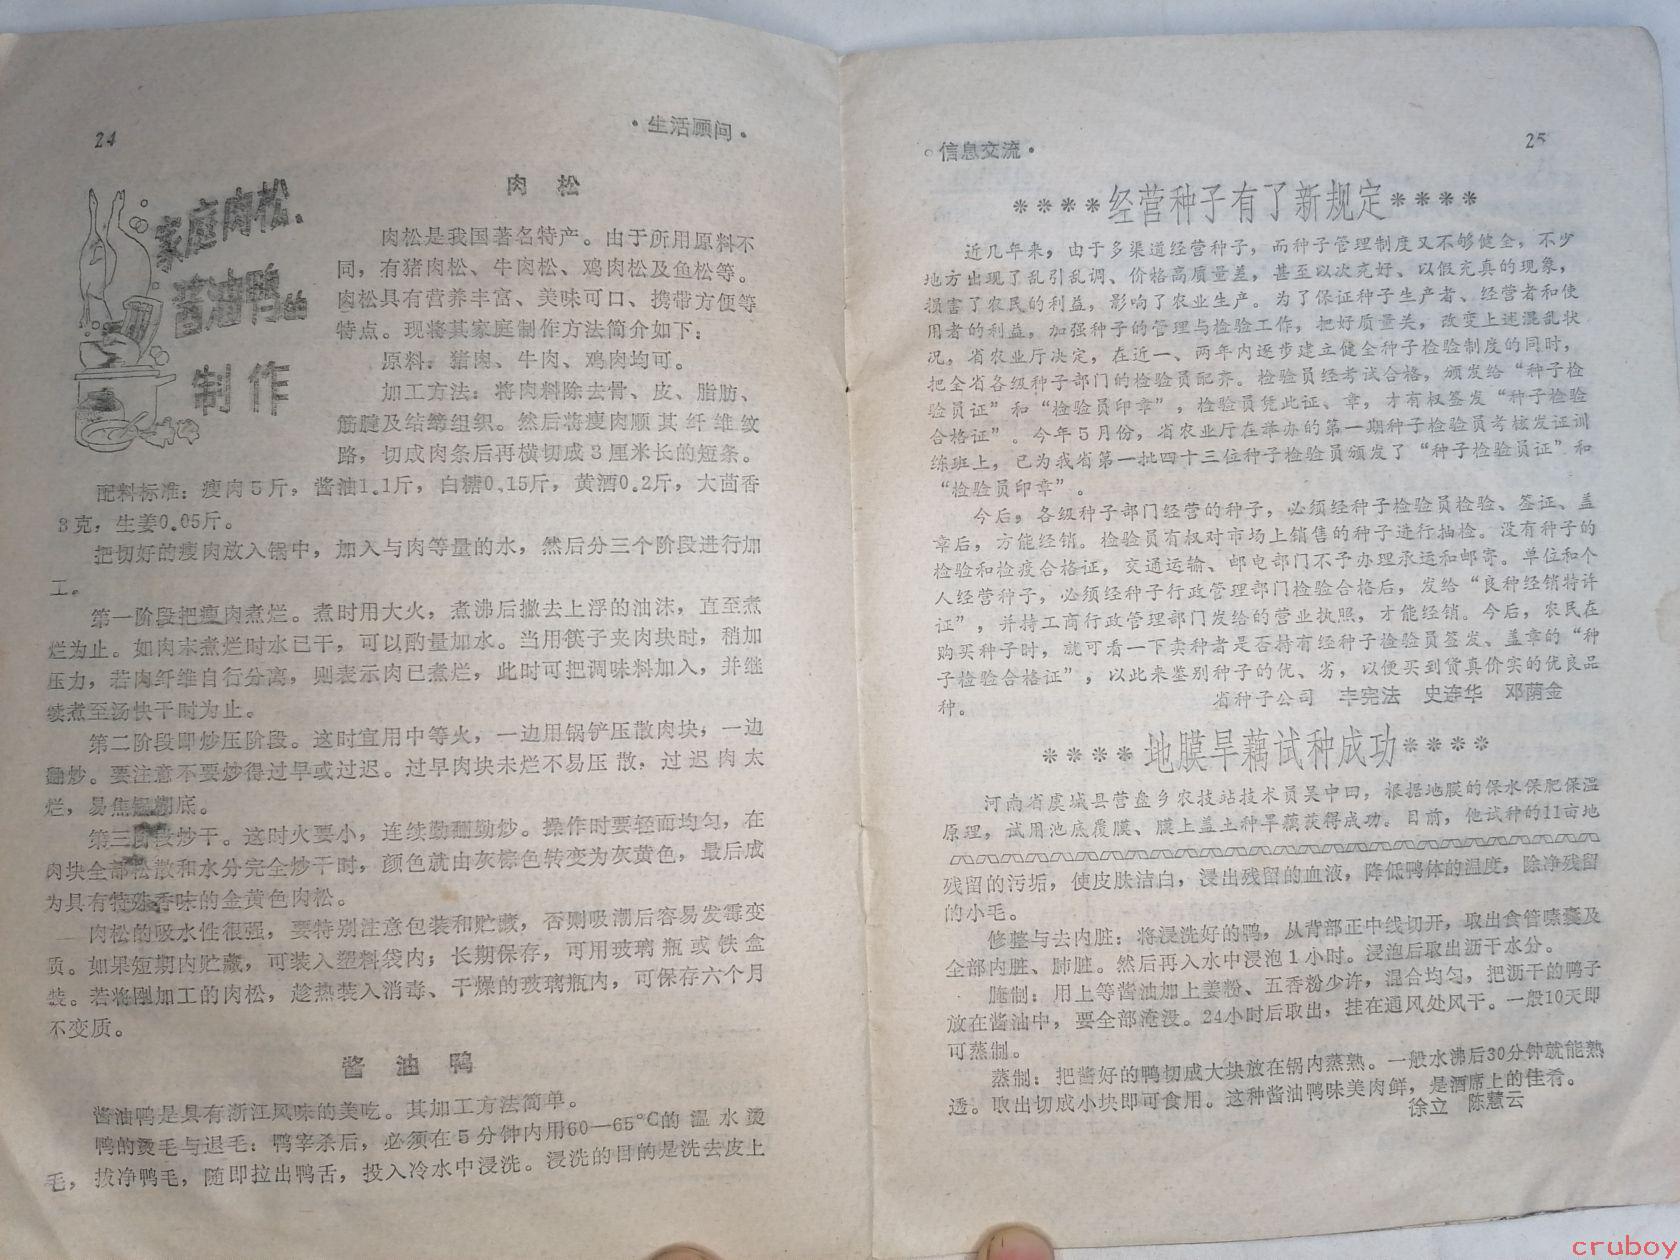 24
·生活顾问·
家庭肉松、
酱油鸭的
制作
肉 松
肉松是我国著名特产。由于所用原料不
同，有猪肉松、牛肉松、鸡肉松及鱼松等。
肉松具有营养丰富、美味可口、携带方便等
特点。现将其家庭制作方法简介如下：
原料：猪肉、牛肉、鸡肉均可。
加工方法：将肉料除去骨、皮、脂肪、
筋腱及结缔组织。然后将瘦肉顺其纤维纹
路，切成肉条后再横切成3厘米长的短条。
配料标准：瘦肉5斤，酱油1.1斤，白糖0.15斤，黄酒0.2斤，大茴香
3克，生姜0.05斤。
把切好的瘦肉放入锅中，加入与肉等量的水，然后分三个阶段进行加
工。
第一阶段把瘦肉煮烂。煮时用大火，煮沸后撇去上浮的油沫，直至煮
烂为止。如肉未煮烂时水已干，可以酌量加水。当用筷子夹肉块时，稍加
压力，若肉纤维自行分离，则表示肉已煮烂，此时可把调味料加入，并继
续煮至汤快干时为止。
第二阶段即炒压阶段。这时宜用中等火，一边用锅铲压散肉块，一边
翻炒。要注意不要炒得过早或过迟。过早肉块未烂不易压散，过迟肉太
烂，易焦锅糊底。
第三阶段炒干。这时火要小，连续勤翻勤炒。操作时要轻而均匀，在
肉块全部松散和水分完全炒干时，颜色就由灰棕色转变为灰黄色，最后成
为具有特殊香味的金黄色肉松。
肉松的吸水性很强，要特别注意包装和贮藏，否则吸潮后容易发霉变
质。如果短期内贮藏，可装入塑料袋内；长期保存，可用玻璃瓶或铁盒
装。若将刚加工的肉松，趁热装入消毒、干燥的玻璃瓶内，可保存六个月
不变质。
酱 油 鸭
酱油鸭是具有浙江风味的美吃。其加工方法简单。
鸭的烫毛与退毛：鸭宰杀后，必须在5分钟内用60—65°C的温水烫
毛，拔净鸭毛，随即拉出鸭舌，投入冷水中浸洗。浸洗的目的是洗去皮上
·信息交流·
25
****经营种子有了新规定****
近几年来，由于多渠道经营种子，而种子管理制度又不够健全，不少
地方出现了乱引乱调、价格高质量差，甚至以次充好、以假充真的现象，
损害了农民的利益，影响了农业生产。为了保证种子生产者、经营者和使
用者的利益，加强种子的管理与检验工作，把好质量关，改变上述混乱状
况，省农业厅决定，在近一、两年内逐步建立健全种子检验制度的同时，
把全省各级种子部门的检验员配齐。检验员经考试合格，颁发给“种子检
验员证”和“检验员印章”，检验员凭此证、章，才有权签发“种子检验
合格证”。今年5月份，省农业厅在举办的第一期种子检验员考核发证训
练班上，已为我省第一批四十三位种子检验员颁发了“种子检验员证”和
“检验员印章”。
今后，各级种子部门经营的种子，必须经种子检验员检验、签证、盖
章后，方能经销。检验员有权对市场上销售的种子进行抽检。没有种子的
检验和检疫合格证，交通运输、邮电部门不予办理承运和邮寄。单位和个
人经营种子，必须经种子行政管理部门检验合格后，发给“良种经销特许
证”，并持工商行政管理部门发给的营业执照，才能经销。今后，农民在
购买种子时，就可看一下卖种者是否持有经种子检验员签发、盖章的“种
子检验合格证”，以此来鉴别种子的优、劣，以便买到货真价实的优良品
种。
省种子公司 丰宪法 史连华 邓荫金
****地膜旱藕试种成功****
河南省虞城县营盘乡农技站技术员吴中田，根据地膜的保水保肥保温
原理，试用池底覆膜、膜上盖土种旱藕获得成功。目前，他试种的11亩地
残留的污垢，使皮肤洁白，浸出残留的血液，降低鸭体的温度，除净残留
的小毛。
修整与去内脏：将浸洗好的鸭，从背部正中线切开，取出食管嗉囊及
全部内脏、肺脏。然后再入水中浸泡1小时。浸泡后取出沥干水分。
腌制：用上等酱油加上姜粉、五香粉少许，混合均匀，把沥干的鸭子
放在酱油中，要全部淹没。24小时后取出，挂在通风处风干。一般10天即
可蒸制。
蒸制：把酱好的鸭切成大块放在锅内蒸熟。一般水沸后30分钟就能熟
透。取出切成小块即可食用。这种酱油鸭味美肉鲜，是酒席上的佳肴。
徐立 陈慧云
cruboy